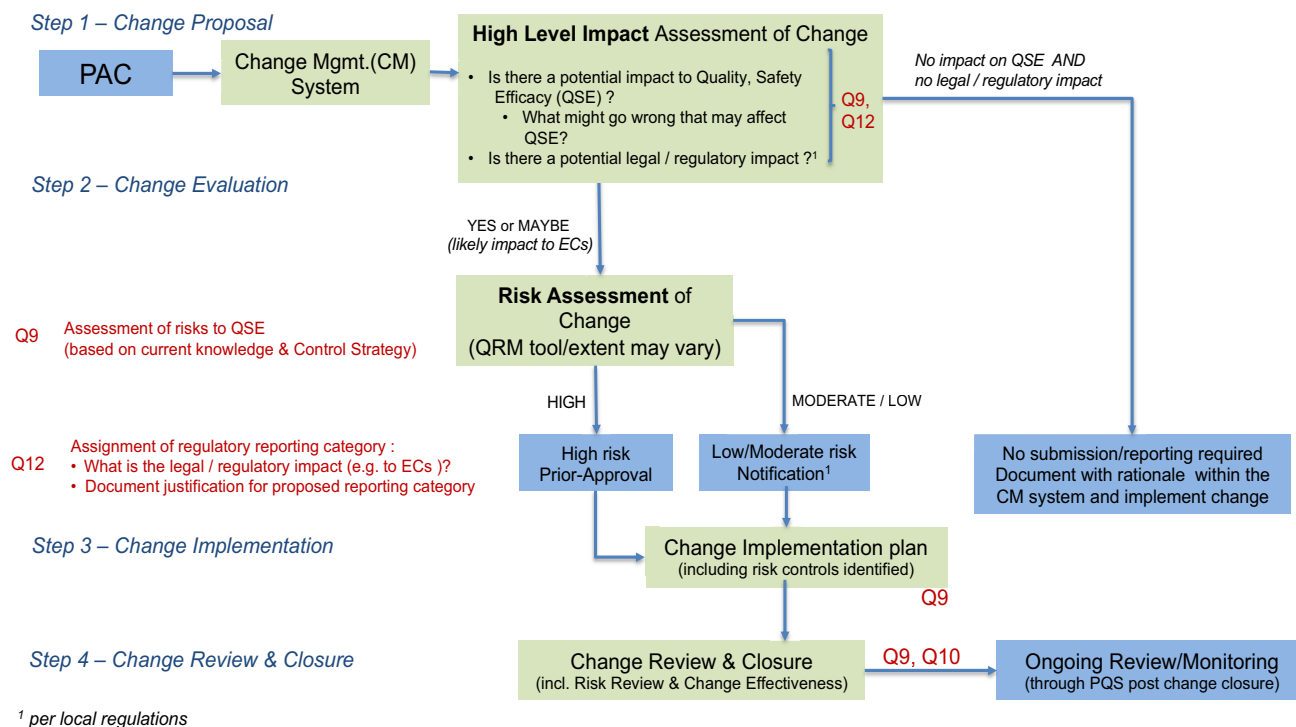 Step 1 – Change Proposal
PAC
Change Mgmt.(CM)
System
High Level Impact Assessment of Change
• Is there a potential impact to Quality, Safety
Efficacy (QSE) ?
• What might go wrong that may affect
QSE?
• Is there a potential legal / regulatory impact ?¹
Q9,
Q12
No impact on QSE AND
no legal / regulatory impact
Step 2 – Change Evaluation
YES or MAYBE
(likely impact to ECs)
Risk Assessment of
Change
(QRM tool/extent may vary)
Q9
Assessment of risks to QSE
(based on current knowledge & Control Strategy)
HIGH
MODERATE / LOW
Q12
Assignment of regulatory reporting category :
• What is the legal / regulatory impact (e.g. to ECs )?
• Document justification for proposed reporting category
High risk
Prior-Approval
Low/Moderate risk
Notification¹
No submission/reporting required
Document with rationale within the
CM system and implement change
Step 3 – Change Implementation
Change Implementation plan
(including risk controls identified)
Q9
Step 4 – Change Review & Closure
Change Review & Closure
(incl. Risk Review & Change Effectiveness)
Q9, Q10
Ongoing Review/Monitoring
(through PQS post change closure)
¹ per local regulations